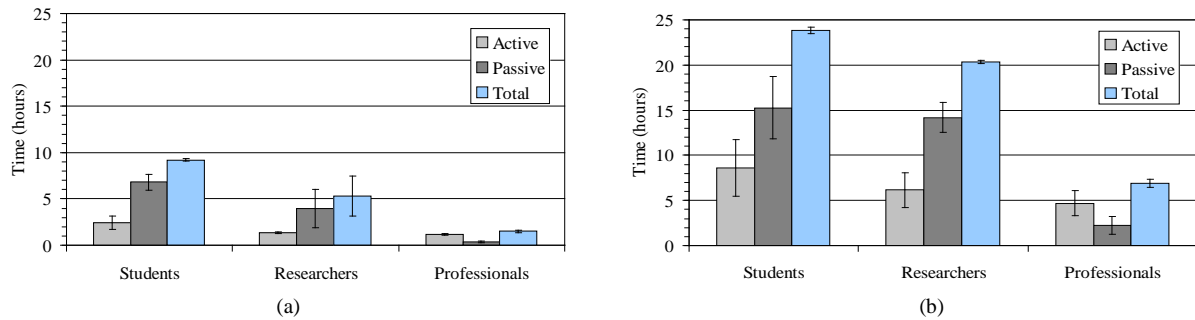 25
20
15
10
5
0
Time (hours)
Active
Passive
Total
Students Researchers Professionals
(a)
25
20
15
10
5
0
Time (hours)
Active
Passive
Total
Students Researchers Professionals
(b)